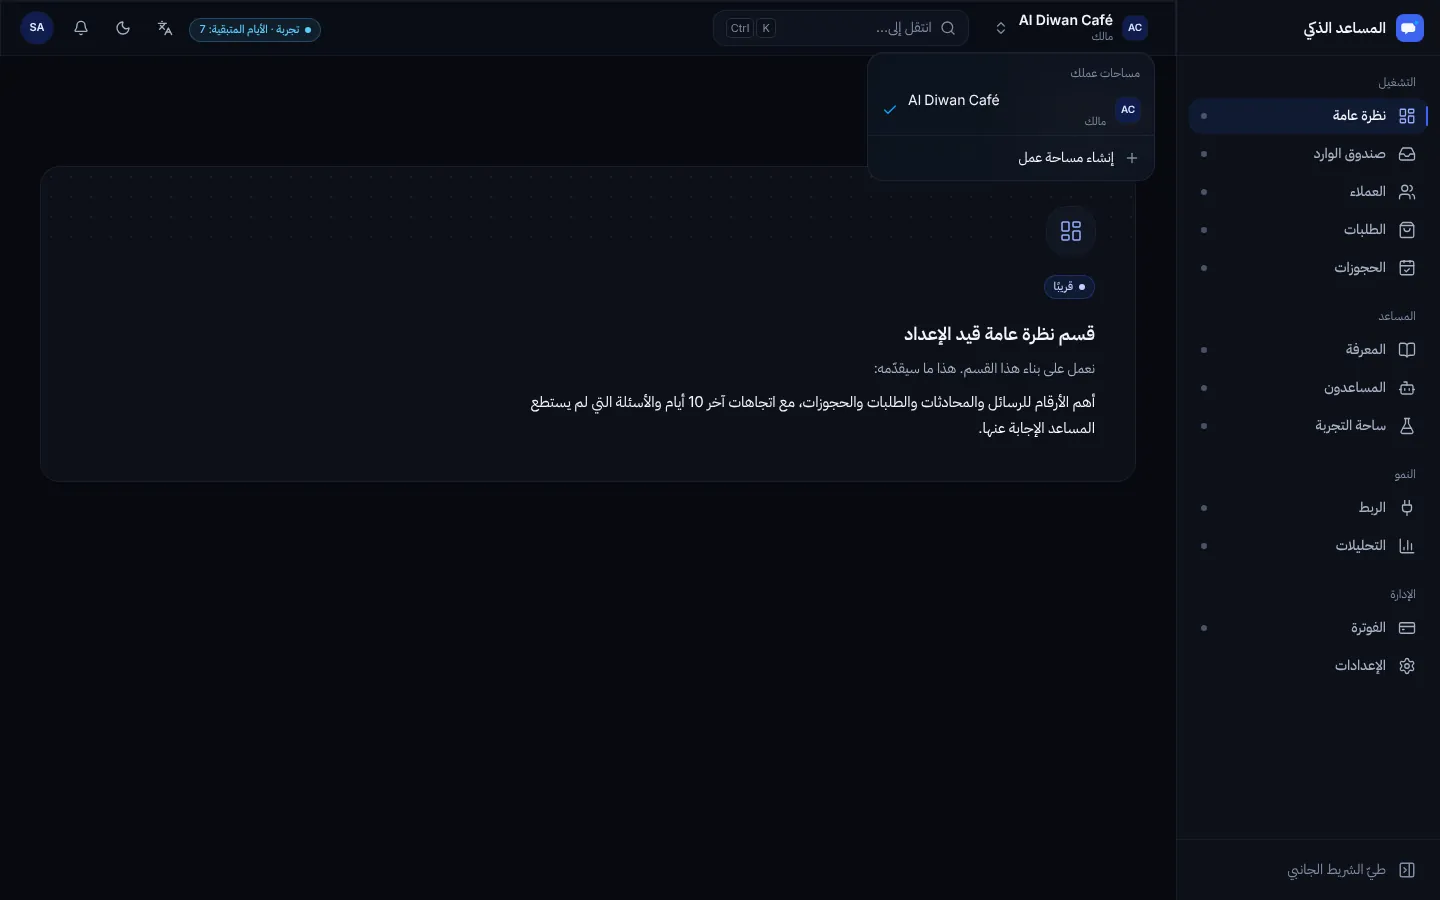 المساعد الذكي
AC
Al Diwan Café
مالك
انتقل إلى...
Ctrl K
تجربة · الأيام المتبقية: 7
SA
مساحات عملك
AC
Al Diwan Café
مالك
إنشاء مساحة عمل
التشغيل
نظرة عامة
صندوق الوارد
العملاء
الطلبات
الحجوزات
المساعد
المعرفة
المساعدون
ساحة التجربة
النمو
الربط
التحليلات
الإدارة
الفوترة
الإعدادات
طيّ الشريط الجانبي
قريبًا
قسم نظرة عامة قيد الإعداد
نعمل على بناء هذا القسم. هذا ما سيقدّمه:
أهم الأرقام للرسائل والمحادثات والطلبات والحجوزات، مع اتجاهات آخر 10 أيام والأسئلة التي لم يستطع
المساعد الإجابة عنها.